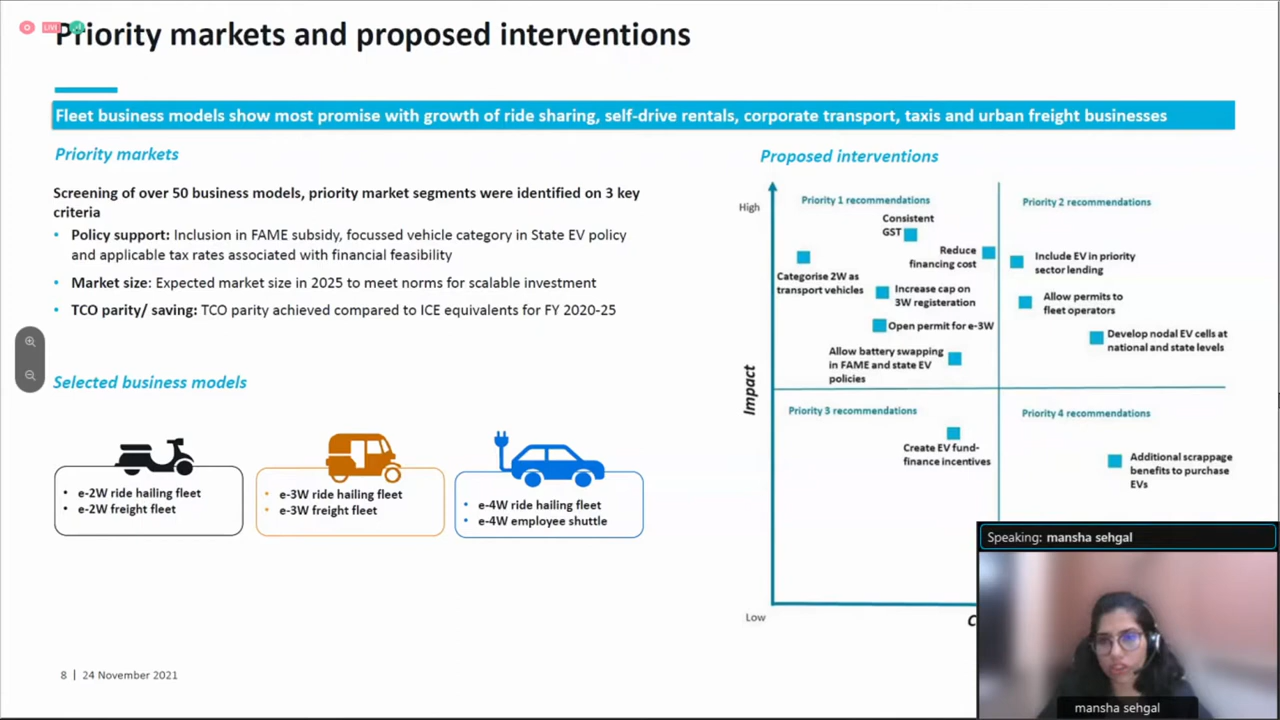 LIVE
Priority markets and proposed interventions
Fleet business models show most promise with growth of ride sharing, self-drive rentals, corporate transport, taxis and urban freight businesses
Priority markets
Screening of over 50 business models, priority market segments were identified on 3 key
criteria
• Policy support: Inclusion in FAME subsidy, focussed vehicle category in State EV policy
and applicable tax rates associated with financial feasibility
• Market size: Expected market size in 2025 to meet norms for scalable investment
• TCO parity/ saving: TCO parity achieved compared to ICE equivalents for FY 2020-25
Selected business models
• e-2W ride hailing fleet
• e-2W freight fleet
• e-3W ride hailing fleet
• e-3W freight fleet
• e-4W ride hailing fleet
• e-4W employee shuttle
Proposed interventions
High
Impact
Low
Priority 1 recommendations
Consistent
GST
Reduce
financing cost
Categorise 2W as
transport vehicles
Increase cap on
3W registeration
Open permit for e-3W
Allow battery swapping
in FAME and state EV
policies
Priority 2 recommendations
Include EV in priority
sector lending
Allow permits to
fleet operators
Develop nodal EV cells at
national and state levels
Priority 3 recommendations
Create EV fund-
finance incentives
Priority 4 recommendations
Additional scrappage
benefits to purchase
EVs
Speaking: mansha sehgal
mansha sehgal
8 | 24 November 2021